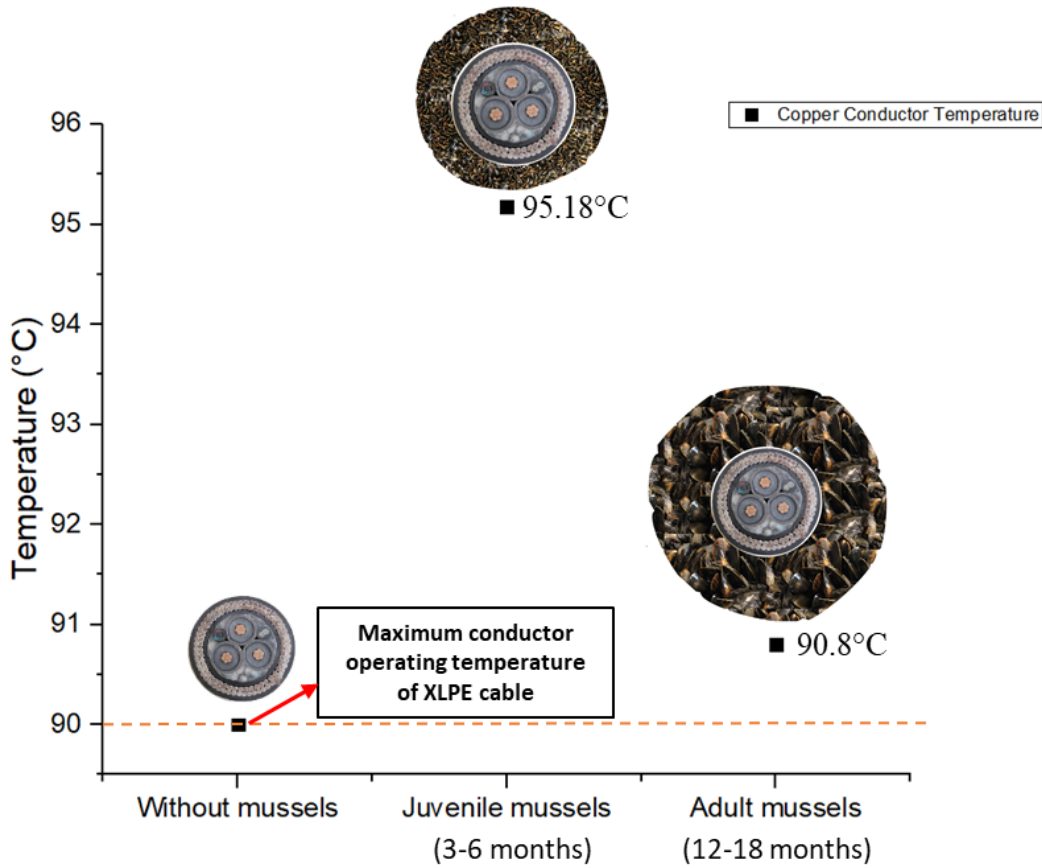 Copper Conductor Temperature
Temperature (°C)
96
95
94
93
92
91
90
95.18°C
90.8°C
Maximum conductor
operating temperature
of XLPE cable
Without mussels
Juvenile mussels
(3-6 months)
Adult mussels
(12-18 months)